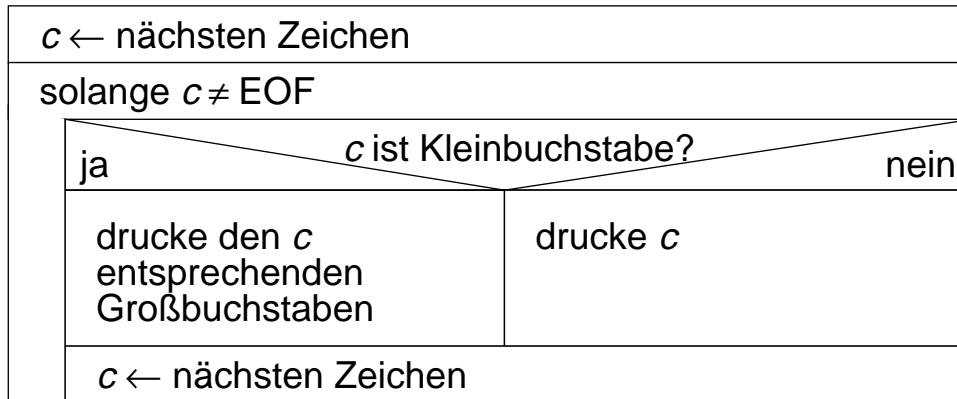 c ← nächsten Zeichen
solange c ≠ EOF
c ist Kleinbuchstabe?
ja
nein
drucke den c
entsprechenden
Großbuchstaben
drucke c
c ← nächsten Zeichen